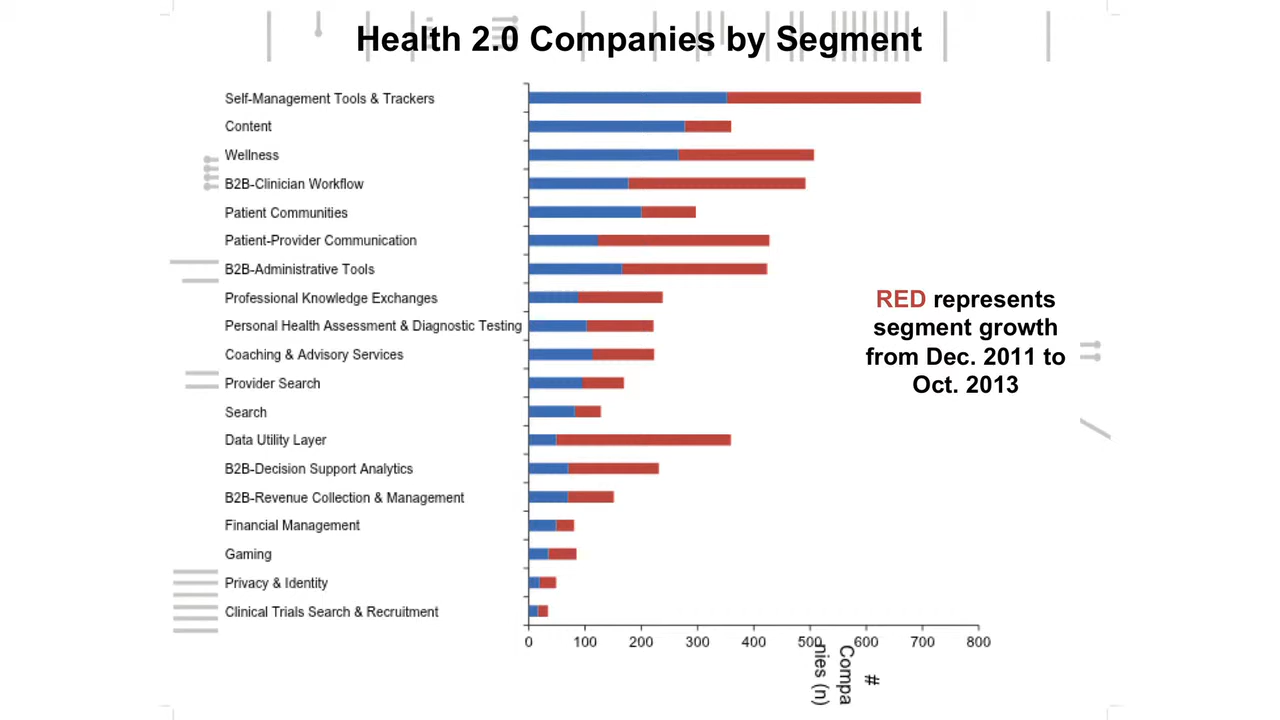 Health 2.0 Companies by Segment
Self-Management Tools & Trackers
Content
Wellness
B2B-Clinician Workflow
Patient Communities
Patient-Provider Communication
B2B-Administrative Tools
Professional Knowledge Exchanges
Personal Health Assessment & Diagnostic Testing
Coaching & Advisory Services
Provider Search
Search
Data Utility Layer
B2B-Decision Support Analytics
B2B-Revenue Collection & Management
Financial Management
Gaming
Privacy & Identity
Clinical Trials Search & Recruitment
RED represents
segment growth
from Dec. 2011 to
Oct. 2013
0 100 200 300 400 500 600 700 800
#
Compa
nies (n)